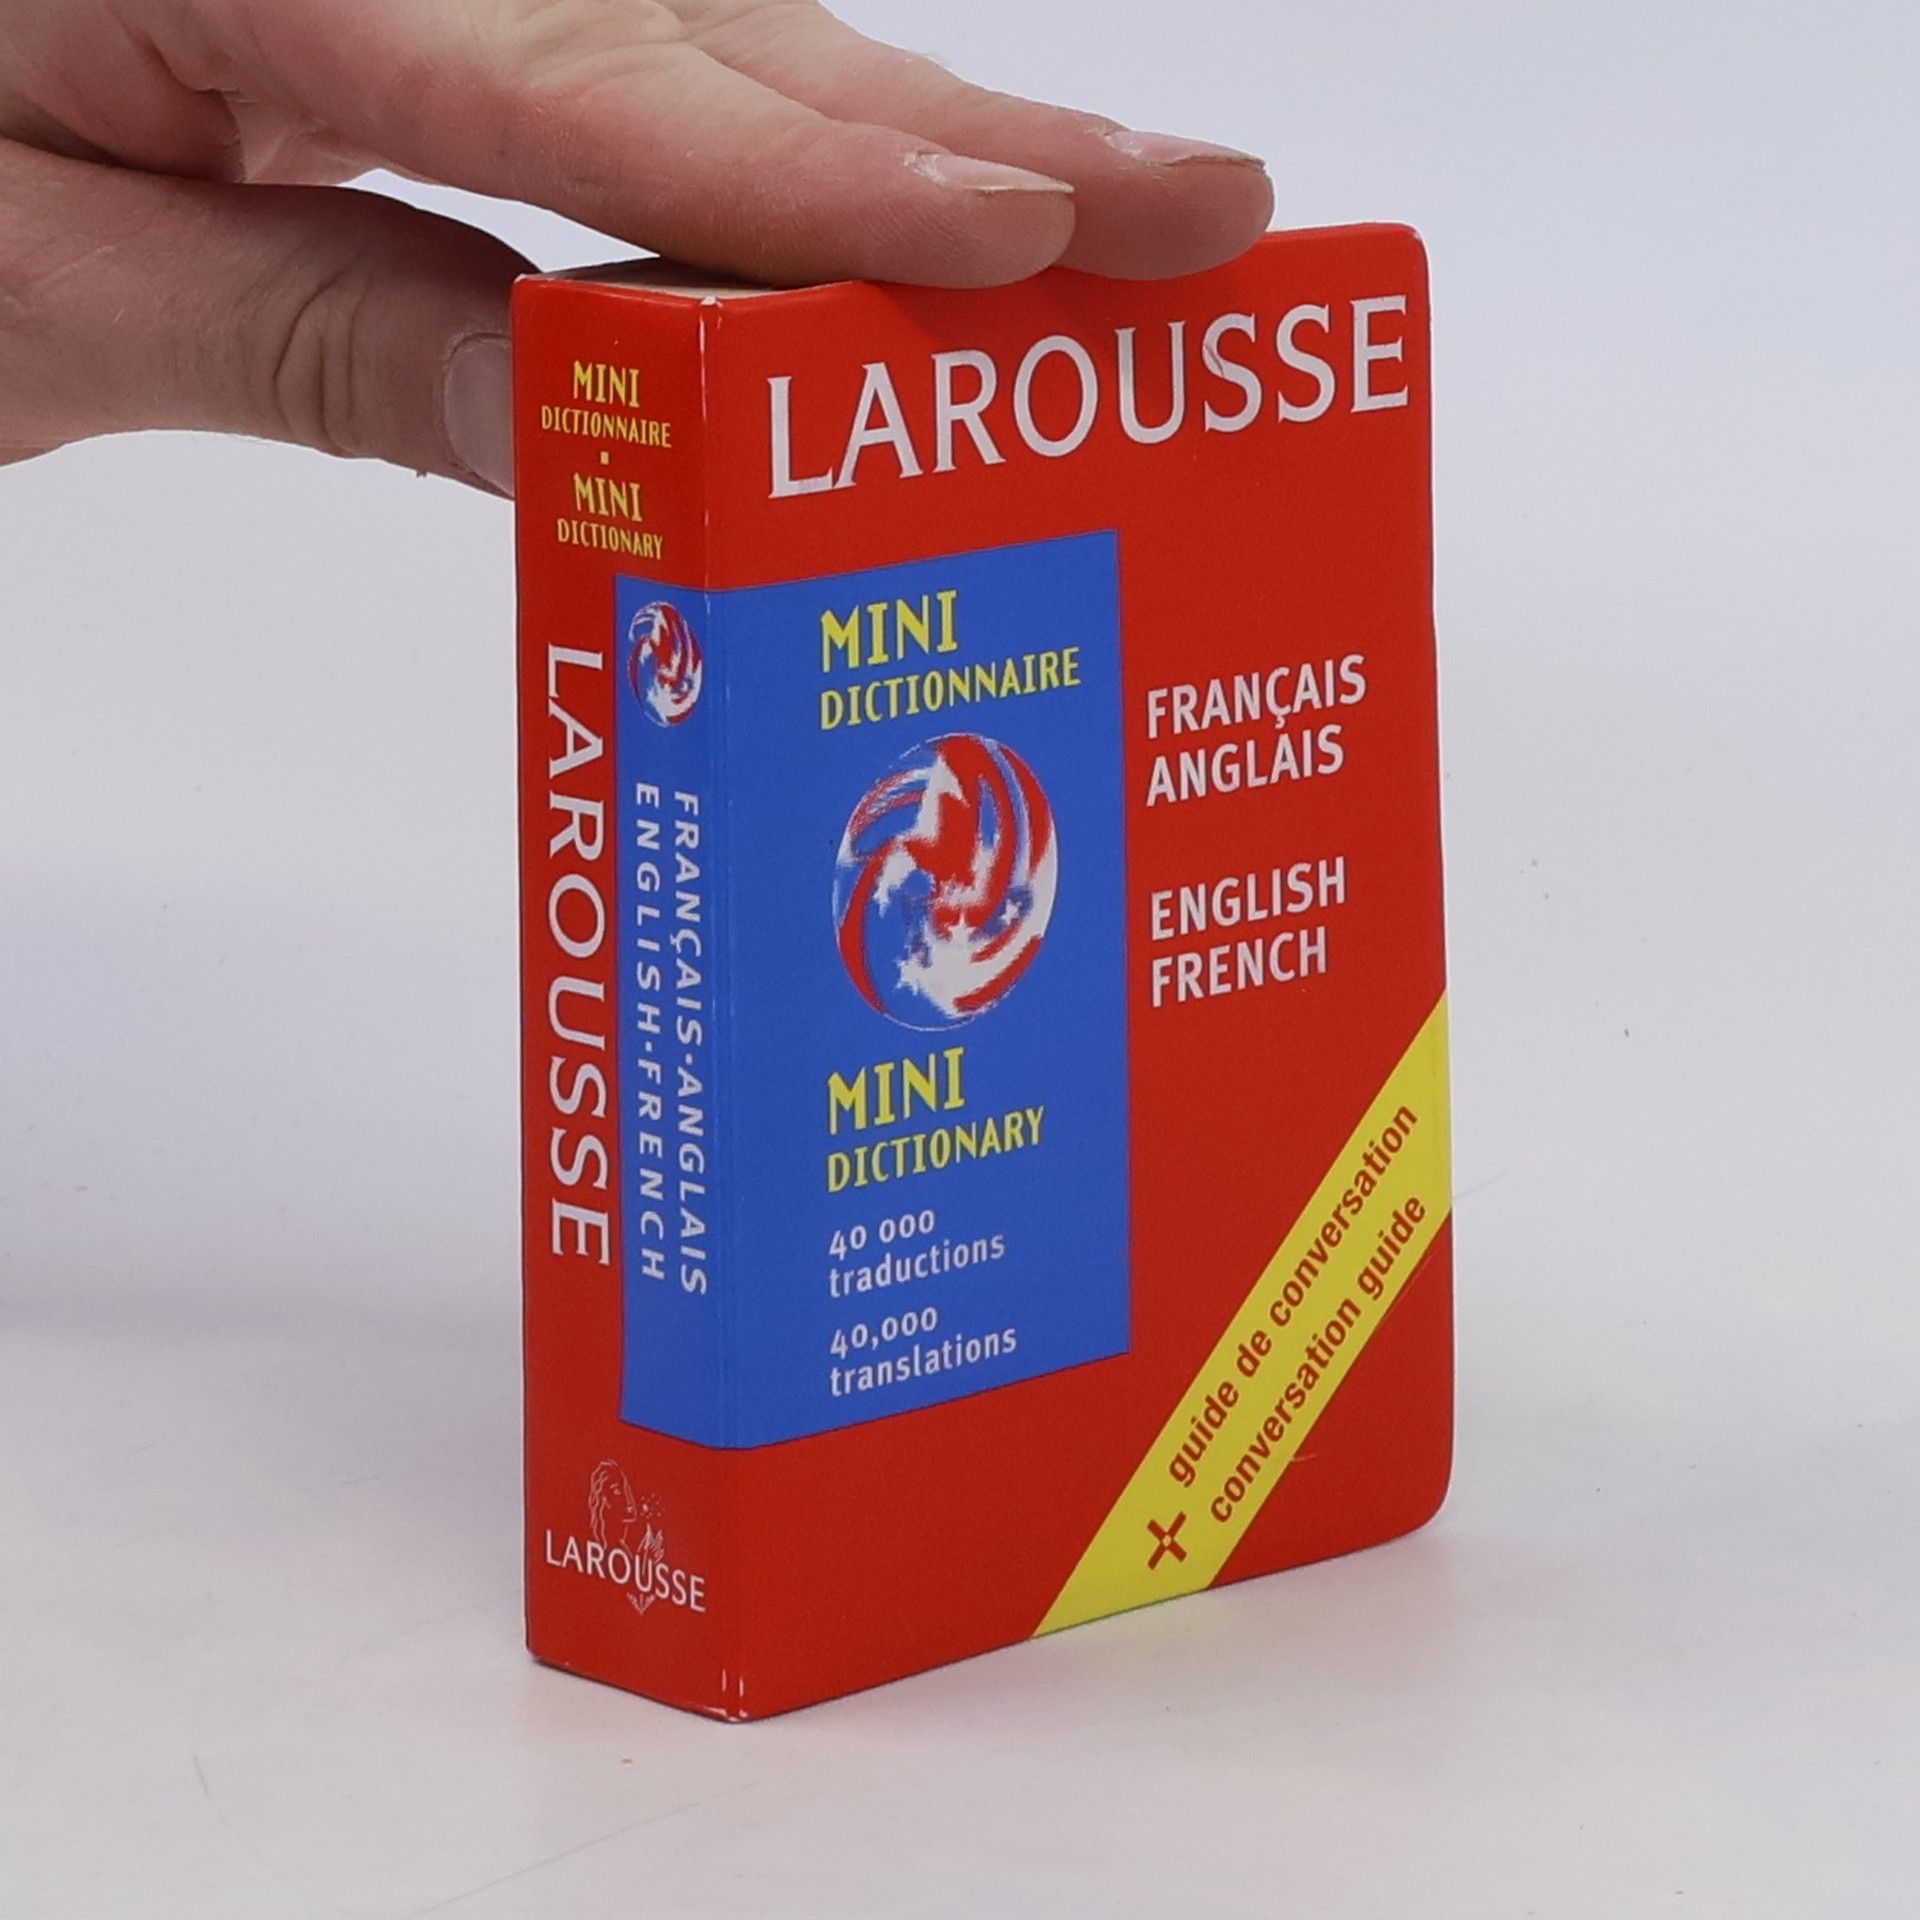 MINI
DICTIONNAIRE
▪
MINI
DICTIONARY
LAROUSSE
FRANÇAIS·ANGLAIS
ENGLISH·FRENCH
LAROUSSE
LAROUSSE
MINI
DICTIONNAIRE
MINI
DICTIONARY
40 000
traductions
40,000
translations
FRANÇAIS
ANGLAIS
ENGLISH
FRENCH
+ guide de conversation
conversation guide